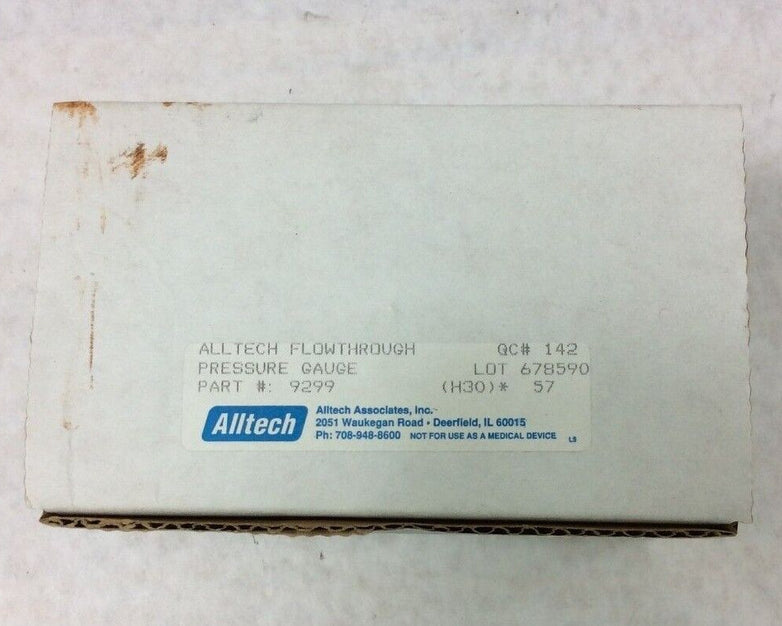 ALLTECH FLOWTHROUGH QC# 142
PRESSURE GAUGE LOT 678590
PART #: 9299 (H30)* 57
Alltech
Alltech Associates, Inc.
2051 Waukegan Road • Deerfield, IL 60015
Ph: 708-948-8600 NOT FOR USE AS A MEDICAL DEVICE